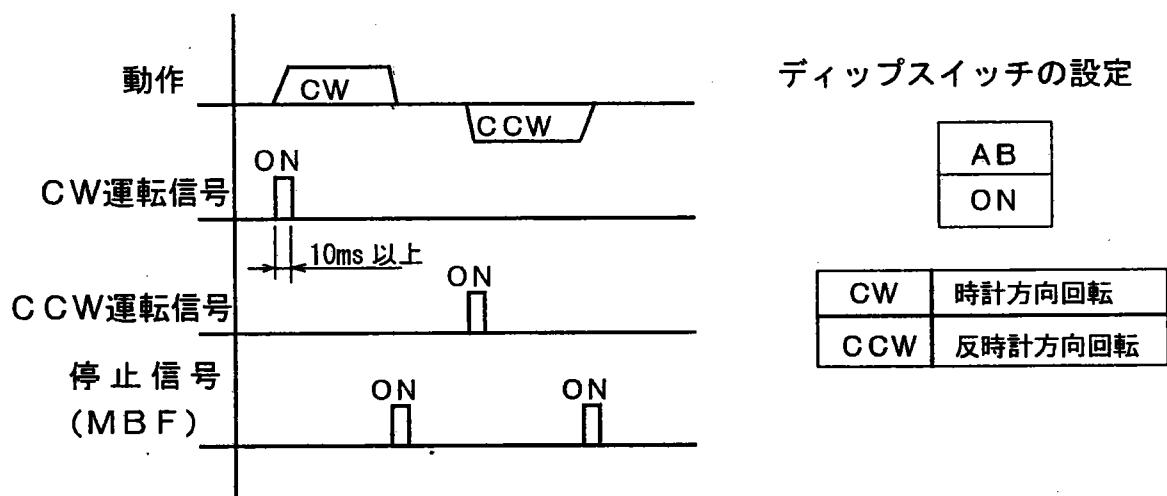 動作
CW
CCW
ON
CW運転信号
10ms 以上
ON
CCW運転信号
停止信号
(MBF)
ON
ON
ディップスイッチの設定
AB
ON
CW 時計方向回転
CCW 反時計方向回転